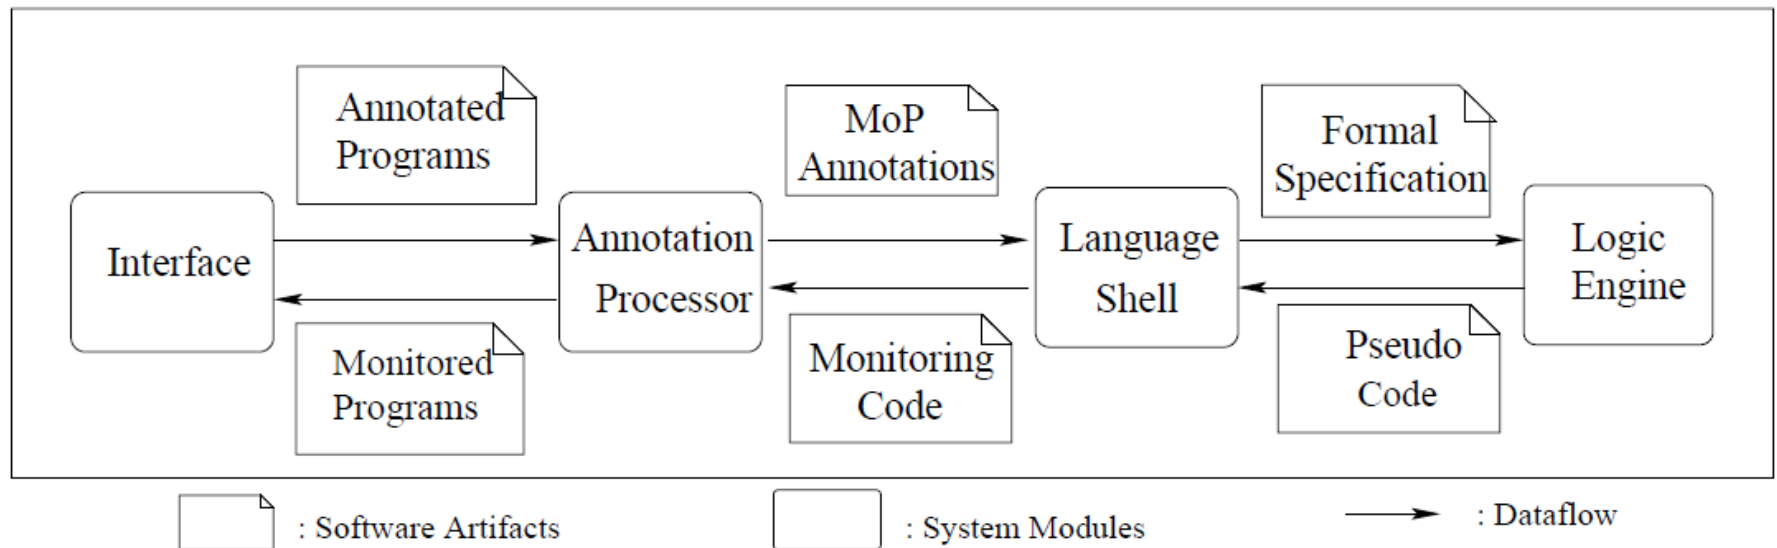 Annotated
Programs
MoP
Annotations
Formal
Specification
Interface
Annotation
Processor
Language
Shell
Logic
Engine
Monitored
Programs
Monitoring
Code
Pseudo
Code
: Software Artifacts
: System Modules
: Dataflow